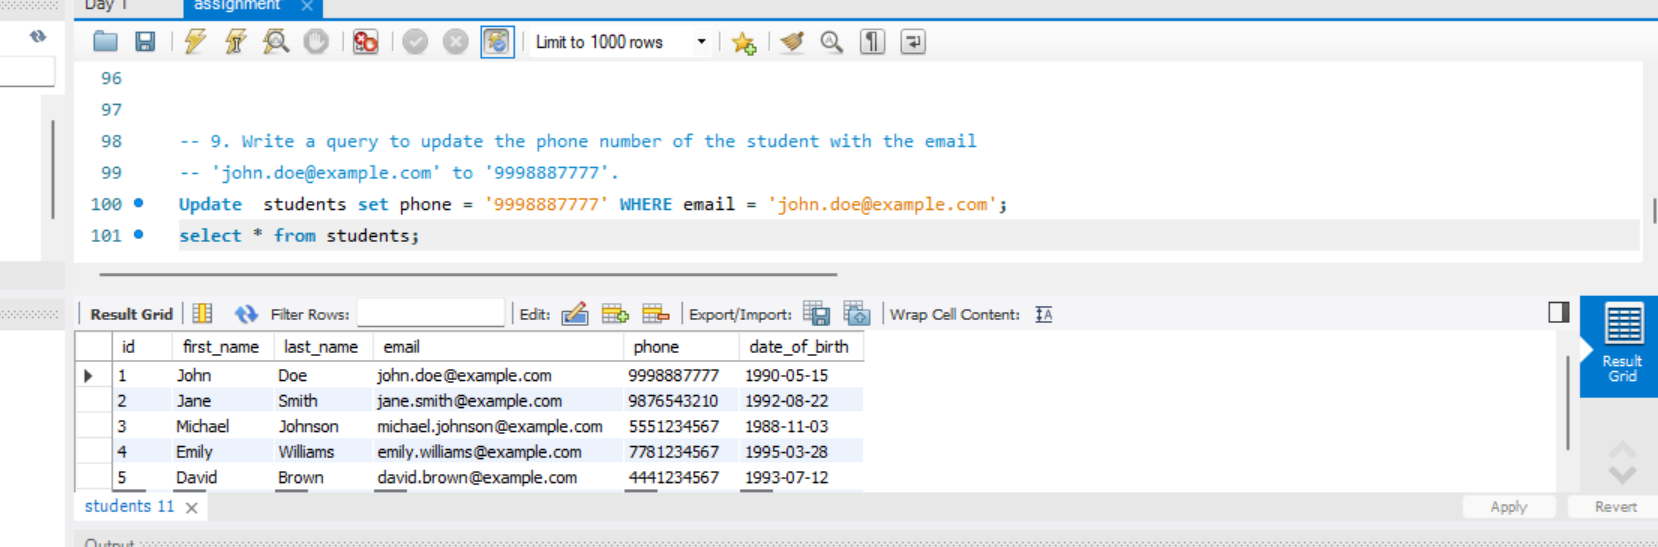 Day 1
assignment*
Limit to 1000 rows
96
97
98 -- 9. Write a query to update the phone number of the student with the email
99 -- 'john.doe@example.com' to '9998887777'.
100 Update  students set phone = '9998887777' WHERE email = 'john.doe@example.com';
101 select * from students;
Result Grid Filter Rows: Edit: Export/Import: Wrap Cell Content:
id first_name last_name email phone date_of_birth
1 John Doe john.doe@example.com 9998887777 1990-05-15
2 Jane Smith jane.smith@example.com 9876543210 1992-08-22
3 Michael Johnson michael.johnson@example.com 5551234567 1988-11-03
4 Emily Williams emily.williams@example.com 7781234567 1995-03-28
5 David Brown david.brown@example.com 4441234567 1993-07-12
Result
Grid
students 11
Apply Revert
Output